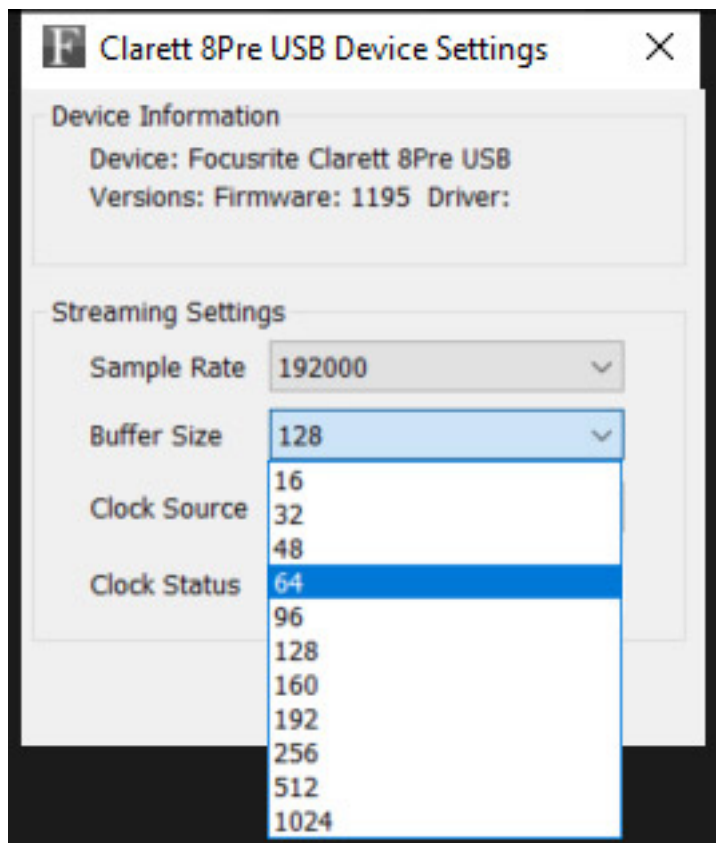 F Clarett 8Pre USB Device Settings
Device Information
Device: Focusrite Clarett 8Pre USB
Versions: Firmware: 1195 Driver:
Streaming Settings
Sample Rate 192000
Buffer Size 128
16
Clock Source 32
48
Clock Status 64
96
128
160
192
256
512
1024